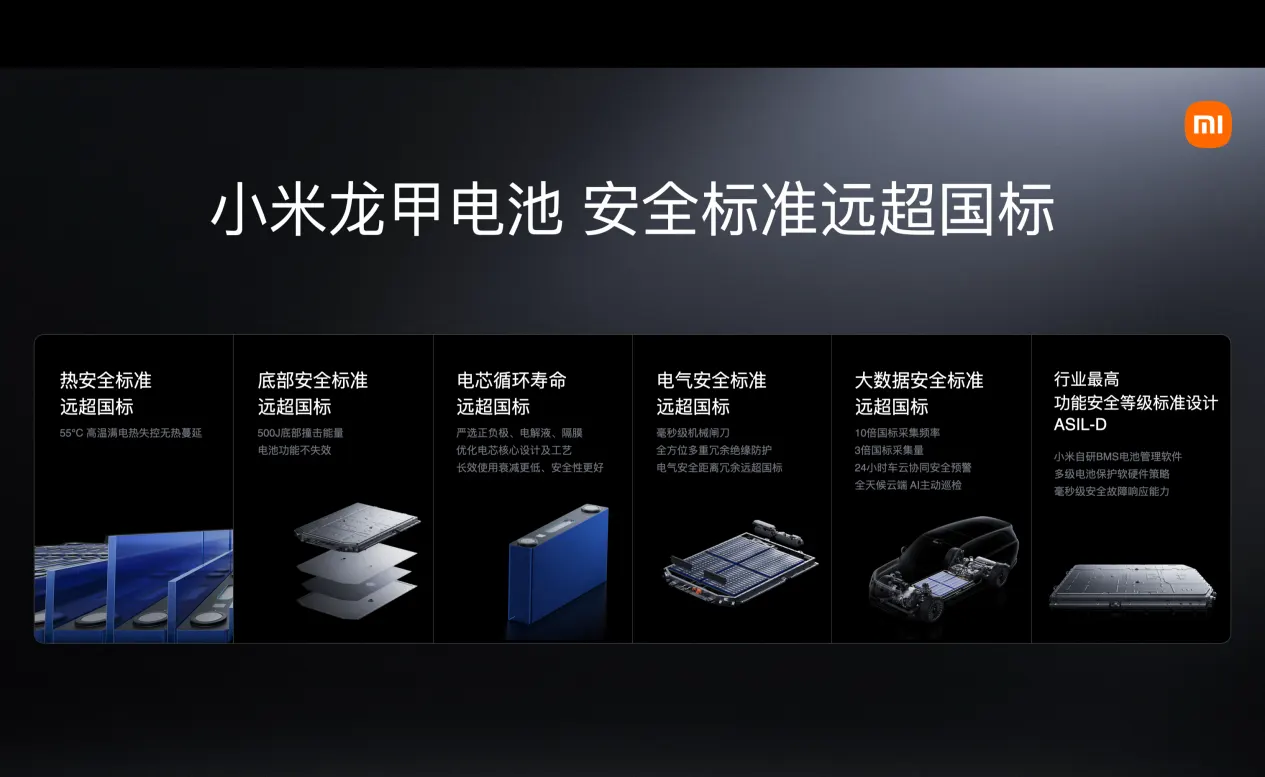 mi
小米龙甲电池 安全标准远超国标
热安全标准
远超国标
55°C 高温满电热失控无热蔓延
底部安全标准
远超国标
500J底部撞击能量
电池功能不失效
电芯循环寿命
远超国标
严选正负极、电解液、隔膜
优化电芯核心设计及工艺
长效使用衰减更低、安全性更好
电气安全标准
远超国标
毫秒级机械闸刀
全方位多重冗余绝缘防护
电气安全距离冗余远超国标
大数据安全标准
远超国标
10倍国标采集频率
3倍国标采集量
24小时车云协同安全预警
全天候云端 AI主动巡检
行业最高
功能安全等级标准设计
ASIL-D
小米自研BMS电池管理软件
多级电池保护软硬件策略
毫秒级安全故障响应能力